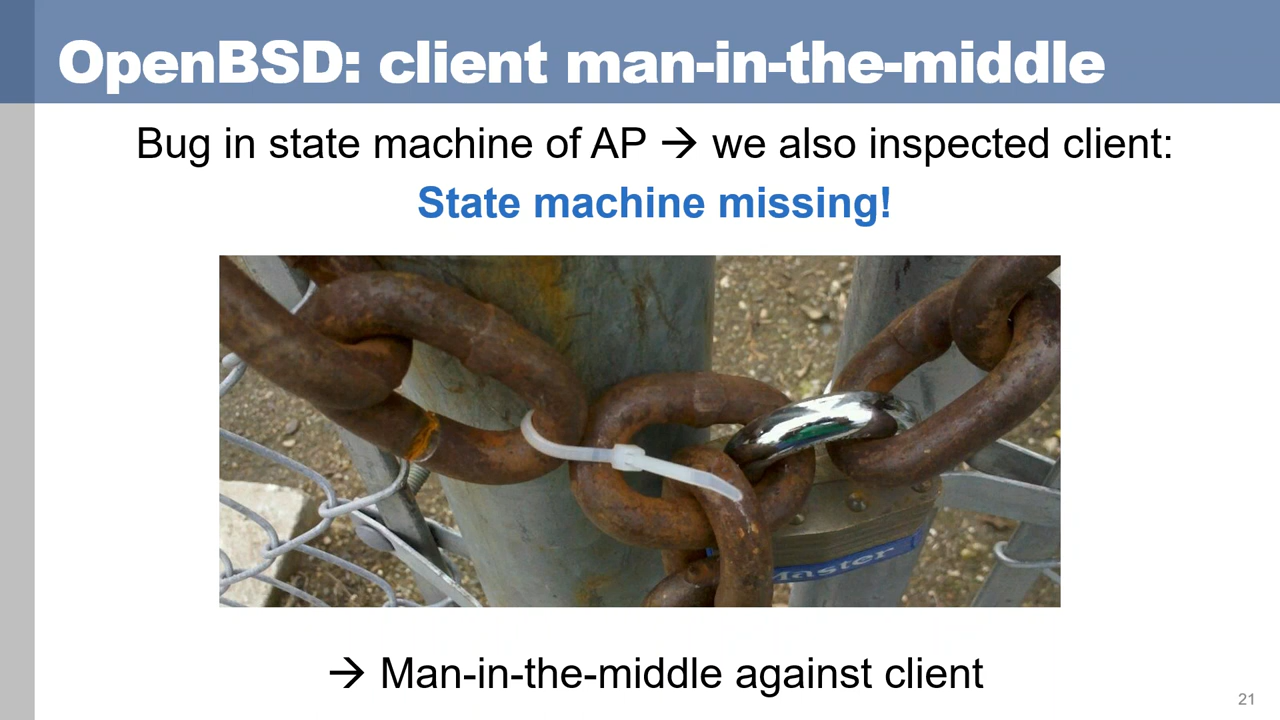 OpenBSD: client man-in-the-middle
Bug in state machine of AP → we also inspected client:
State machine missing!
Master
→ Man-in-the-middle against client
21